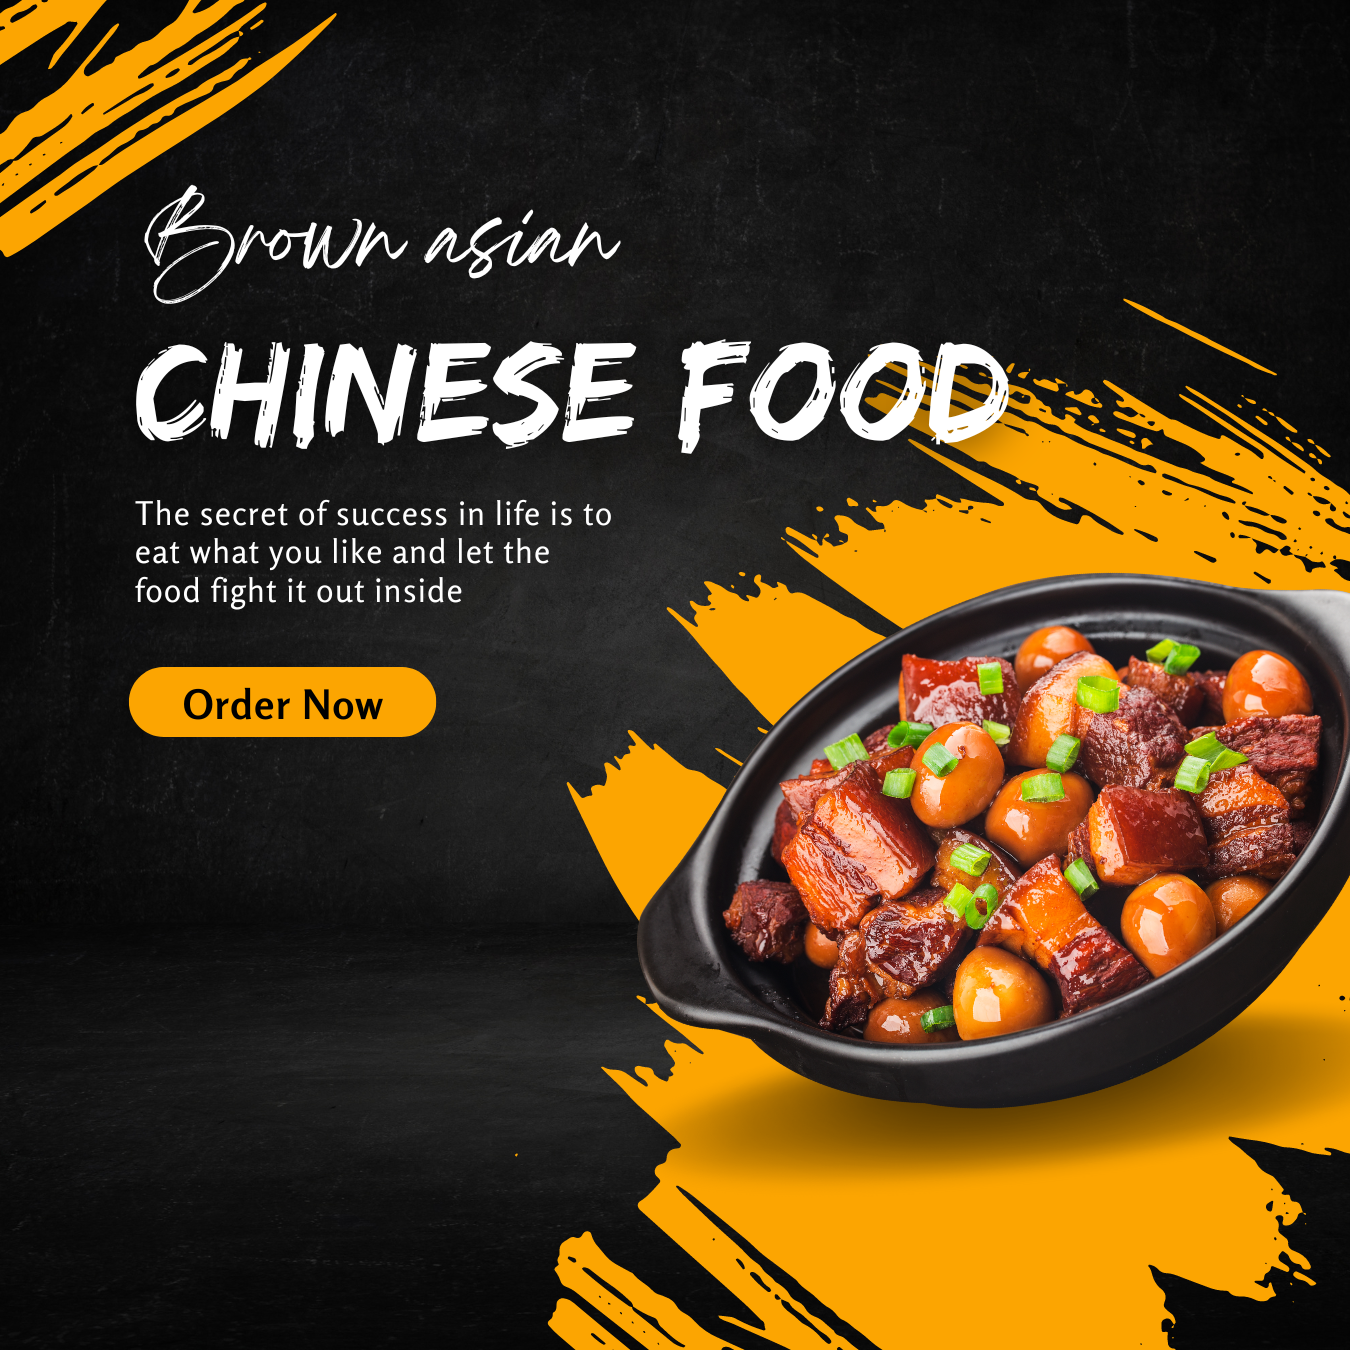 Brown asian
CHINESE FOOD
The secret of success in life is to
eat what you like and let the
food fight it out inside
Order Now